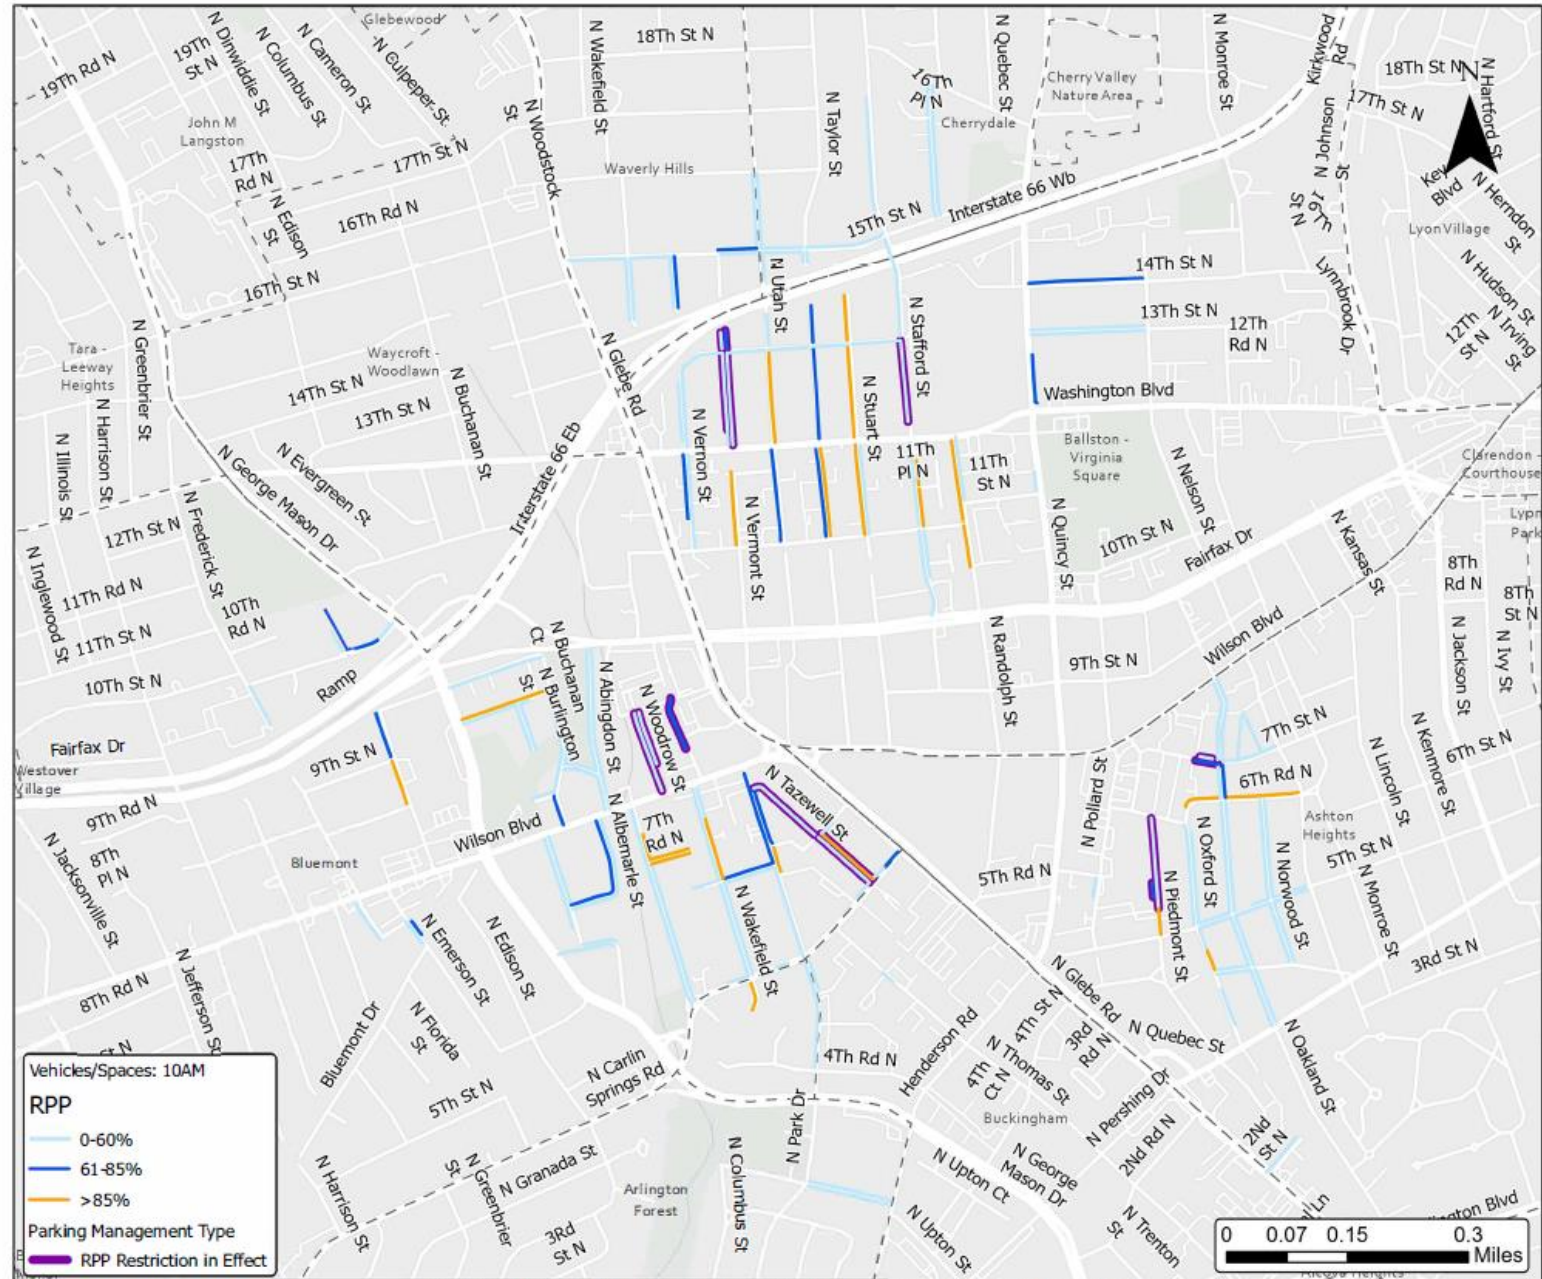 Glebewood
18Th St N
19Th Rd N
19Th
St N
N Dinwiddie St
N Columbus St
N Cameron St
N Culpeper St
N Woodstock
St
N Wakefield St
N Taylor St
16Th
Pl N
N Quebec St
Cherry Valley
Nature Area
Cherrydale
N Monroe St
Kirkwood
Rd
18Th St N
N
N Hartford St
17Th St N
N Johnson
St
Key
Blvd
N Herndon
St
Lyon Village
John M
Langston
17Th
Rd N
17Th St N
Waverly Hills
N Edison
St
16Th Rd N
16Th St N
15Th St N
Interstate 66 Wb
16Th
St N
Lynnbrook Dr
N Hudson St
N Irving
St
12Th
St N
14Th St N
13Th St N
12Th
Rd N
N Utah St
N Stafford St
N Greenbrier St
Tara -
Leeway
Heights
Waycroft -
Woodlawn
14Th St N
13Th St N
N Buchanan St
N Glebe Rd
N Stuart St
Washington Blvd
N Illinois St
N Harrison St
N George Mason Dr
N Evergreen St
Interstate 66 Eb
N Vernon St
N Vermont St
11Th
Pl N
11Th
St N
Ballston -
Virginia
Square
N Nelson St
Clarendon -
Courthouse
Lyon
Park
N Quincy St
10Th St N
Fairfax Dr
N Kansas St
8Th
Rd N
8Th
St N
12Th St N
N Frederick St
N Inglewood St
11Th Rd N
11Th St N
10Th
Rd N
10Th St N
Ramp
Fairfax Dr
Westover
Village
9Th St N
N Buchanan
Ct
N Burlington
St
N Abingdon St
N Woodrow St
N Randolph St
9Th St N
Wilson Blvd
N Jackson St
N Ivy St
7Th St N
6Th St N
6Th Rd N
N Kenmore St
N Lincoln St
9Th Rd N
8Th
Pl N
N Jacksonville St
Bluemont
Wilson Blvd
N Albemarle St
7Th
Rd N
N Tazewell St
N Wakefield St
N Pollard St
5Th Rd N
N Piedmont St
N Oxford St
N Norwood St
Ashton
Heights
5Th St N
N Monroe St
3Rd St N
8Th Rd N
N Jefferson St
N Emerson St
N Edison St
Bluemont Dr
N Florida
St
5Th St N
N Carlin
Springs Rd
4Th Rd N
N Park Dr
Henderson Rd
N Glebe Rd
4Th St N
3Rd
Rd N
N Quebec St
N Thomas St
4Th
Ct N
Buckingham
N Pershing Dr
2Nd Rd N
2Nd
St N
N Oakland St
N Harrison St
N Greenbrier
St
N Granada St
3Rd
St N
Arlington
Forest
N Columbus St
N Upton Ct
N George
Mason Dr
N Upton St
N Trenton
St
Vehicles/Spaces: 10AM
RPP
0-60%
61-85%
>85%
Parking Management Type
RPP Restriction in Effect
0 0.07 0.15 0.3
Miles